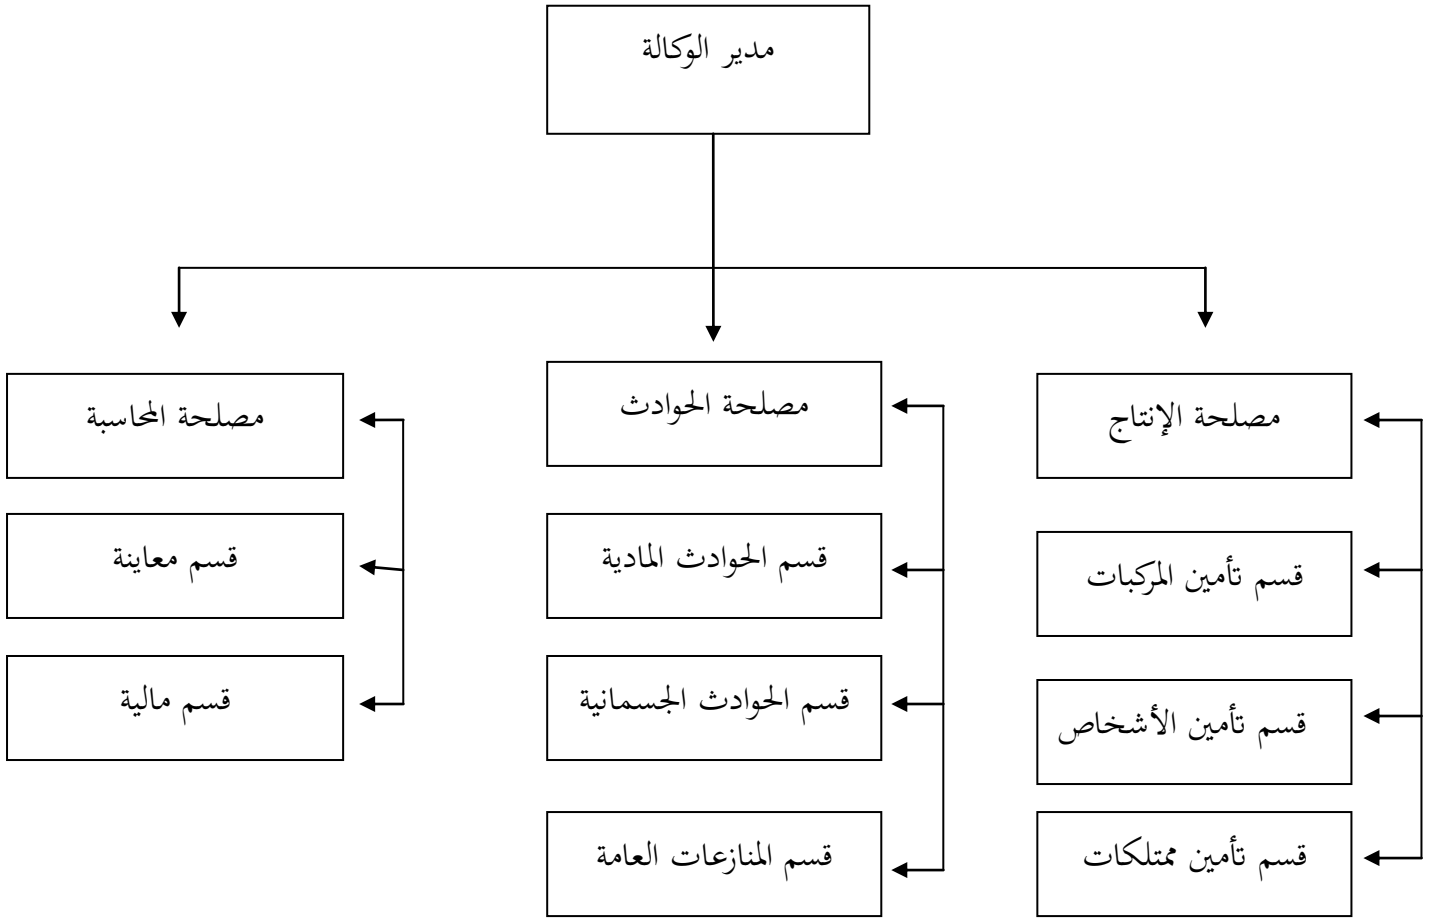 مدير الوكالة
مصلحة الإنتاج
قسم تأمين المركبات
قسم تأمين الأشخاص
قسم تأمين ممتلكات
مصلحة الحوادث
قسم الحوادث المادية
قسم الحوادث الجسمانية
قسم المنازعات العامة
مصلحة المحاسبة
قسم معاينة
قسم مالية